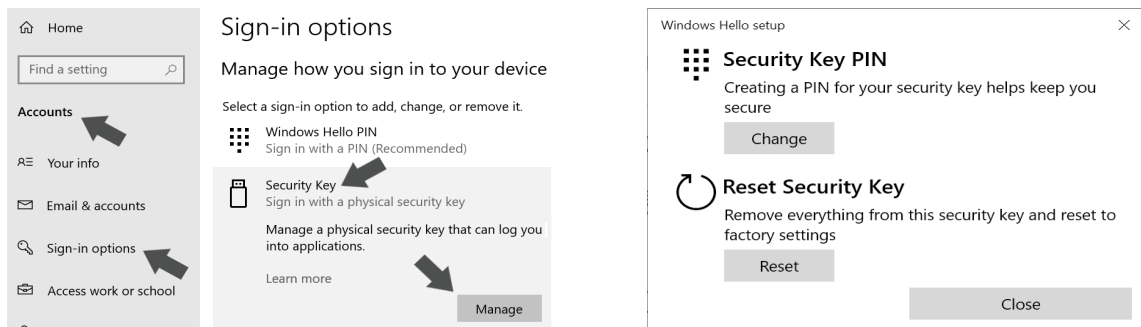 Home
Find a setting
Accounts
Your info
Email & accounts
Sign-in options
Access work or school
Sign-in options
Manage how you sign in to your device
Select a sign-in option to add, change, or remove it.
Windows Hello PIN
Sign in with a PIN (Recommended)
Security Key
Sign in with a physical security key
Manage a physical security key that can log you
into applications.
Learn more
Manage
Windows Hello setup
Security Key PIN
Creating a PIN for your security key helps keep you
secure
Change
Reset Security Key
Remove everything from this security key and reset to
factory settings
Reset
Close